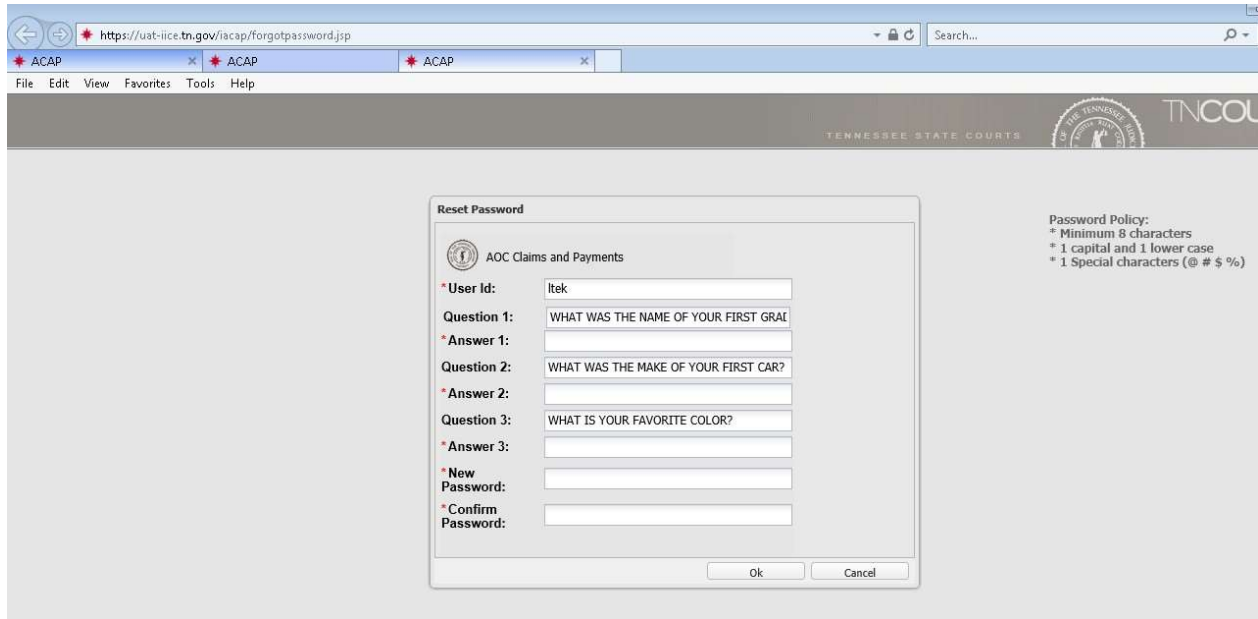 https://uat-iice.tn.gov/iacap/forgotpassword.jsp
Search...
ACAP ACAP ACAP
File Edit View Favorites Tools Help
TENNESSEE STATE COURTS
OF THE TENNESSEE
TNCOU
Reset Password
AOC Claims and Payments
*User Id: ltek
Question 1: WHAT WAS THE NAME OF YOUR FIRST GRAD
*Answer 1:
Question 2: WHAT WAS THE MAKE OF YOUR FIRST CAR?
*Answer 2:
Question 3: WHAT IS YOUR FAVORITE COLOR?
*Answer 3:
*New
Password:
*Confirm
Password:
Ok Cancel
Password Policy:
* Minimum 8 characters
* 1 capital and 1 lower case
* 1 Special characters (@ # $ %)